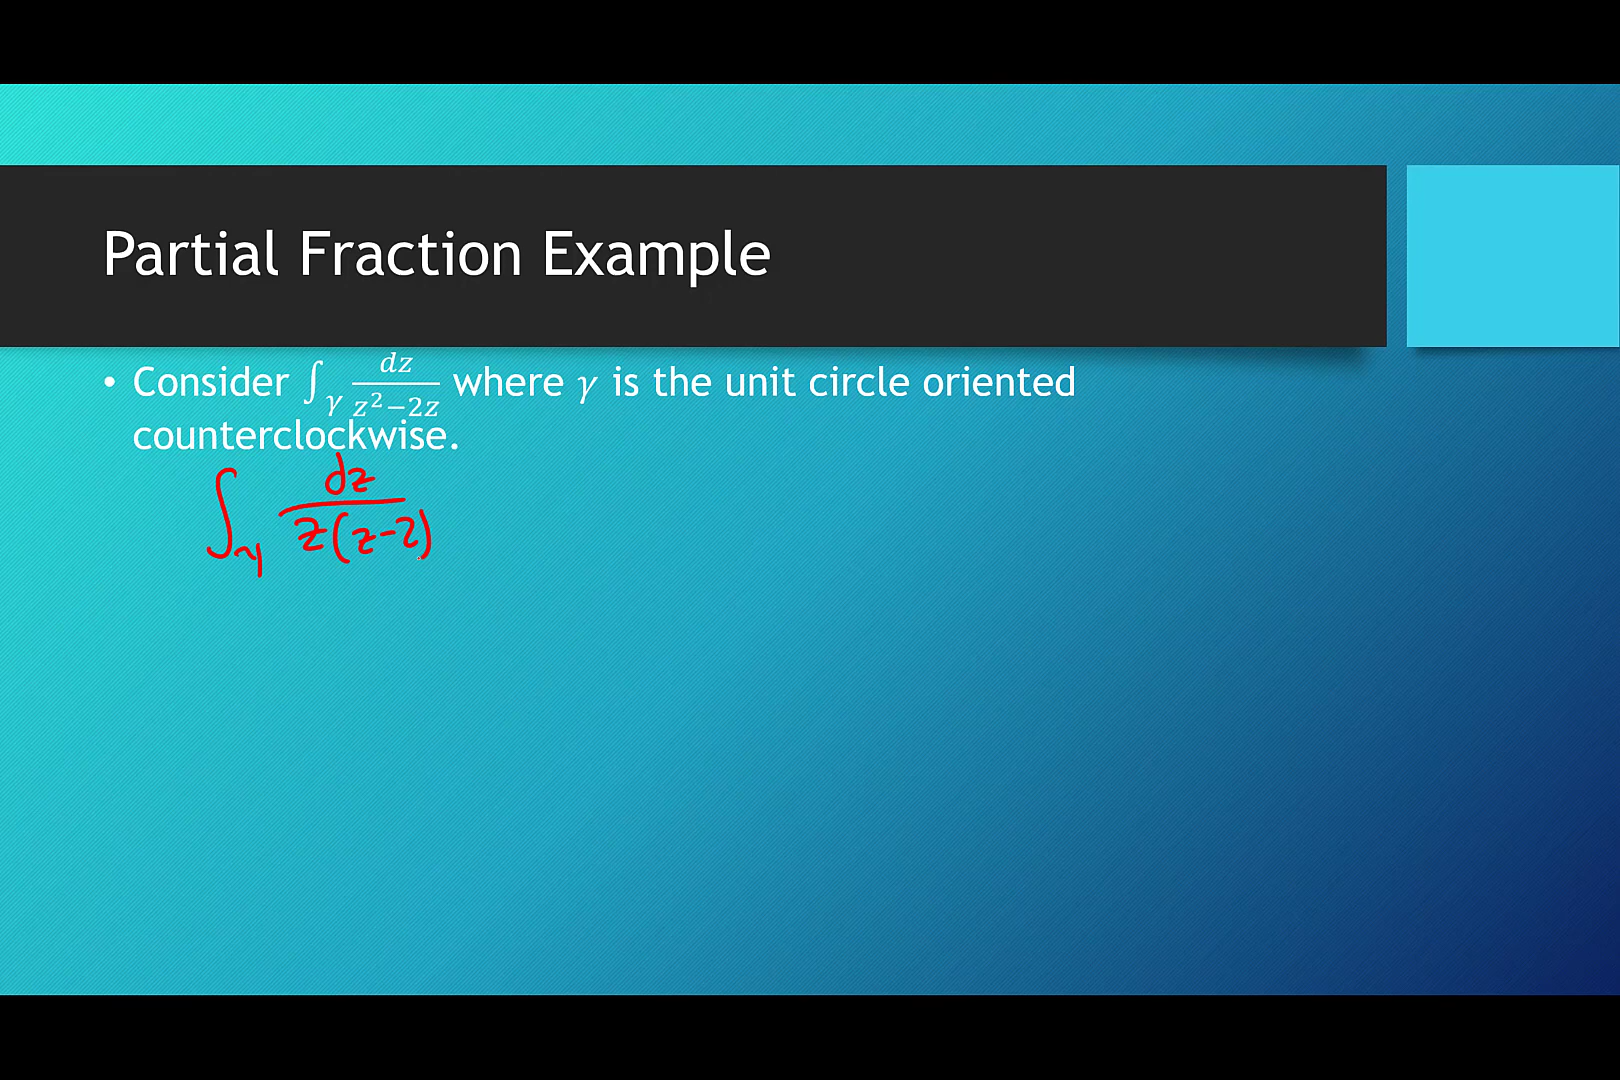 Partial Fraction Example
• Consider ∫_γ dz/(z²−2z) where γ is the unit circle oriented
counterclockwise.
∫_γ dz/(z(z-2))